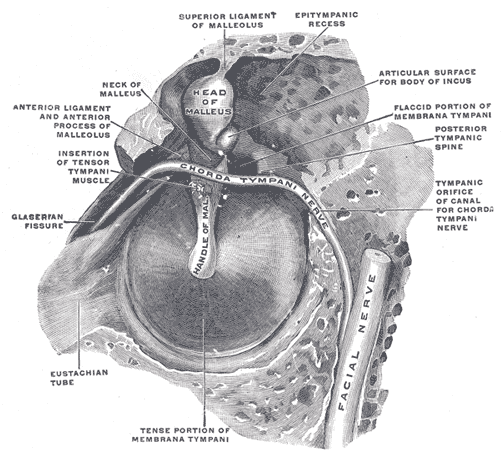 SUPERIOR LIGAMENT
OF MALLEOLUS
EPITYMPANIC
RECESS
NECK OF
MALLEUS
HEAD
OF
MALLEUS
ARTICULAR SURFACE
FOR BODY OF INCUS
ANTERIOR LIGAMENT
AND ANTERIOR
PROCESS OF
MALLEOLUS
FLACCID PORTION OF
MEMBRANA TYMPANI
POSTERIOR
TYMPANIC
SPINE
INSERTION
OF TENSOR
TYMPANI
MUSCLE
CHORDA TYMPANI NERVE
TYMPANIC
ORIFICE
OF CANAL
FOR CHORDA
TYMPANI
NERVE
GLASERIAN
FISSURE
HANDLE OF MAL.
FACIAL NERVE
EUSTACHIAN
TUBE
TENSE PORTION OF
MEMBRANA TYMPANI